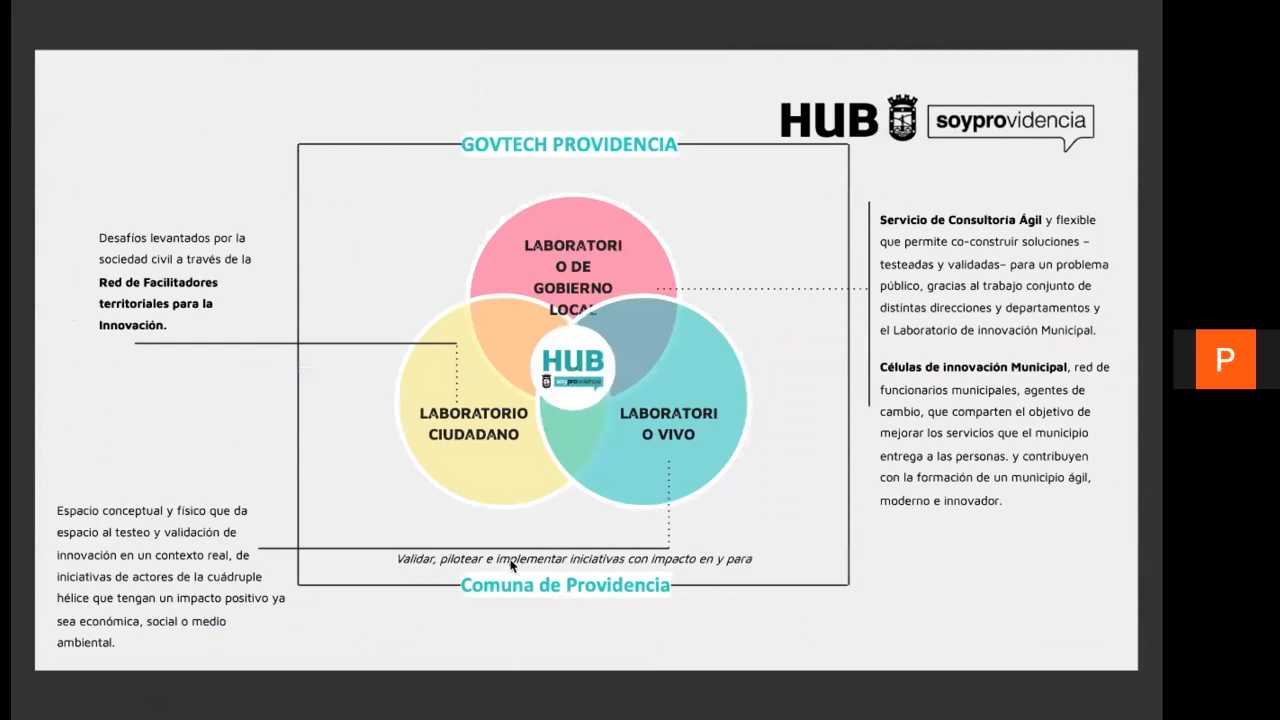 HUB
soyprovidencia
GOVTECH PROVIDENCIA
Desafíos levantados por la
sociedad civil a través de la
Red de Facilitadores
territoriales para la
Innovación.
LABORATORI
O DE
GOBIERNO
LOCAL
HUB
soyprovidencia
LABORATORIO
CIUDADANO
LABORATORI
O VIVO
Servicio de Consultoría Ágil y flexible
que permite co-construir soluciones –
testeadas y validadas– para un problema
público, gracias al trabajo conjunto de
distintas direcciones y departamentos y
el Laboratorio de innovación Municipal.
Células de innovación Municipal, red de
funcionarios municipales, agentes de
cambio, que comparten el objetivo de
mejorar los servicios que el municipio
entrega a las personas. y contribuyen
con la formación de un municipio ágil,
moderno e innovador.
Espacio conceptual y físico que da
espacio al testeo y validación de
innovación en un contexto real, de
iniciativas de actores de la cuádruple
hélice que tengan un impacto positivo ya
sea económica, social o medio
ambiental.
Validar, pilotear e implementar iniciativas con impacto en y para
Comuna de Providencia
P